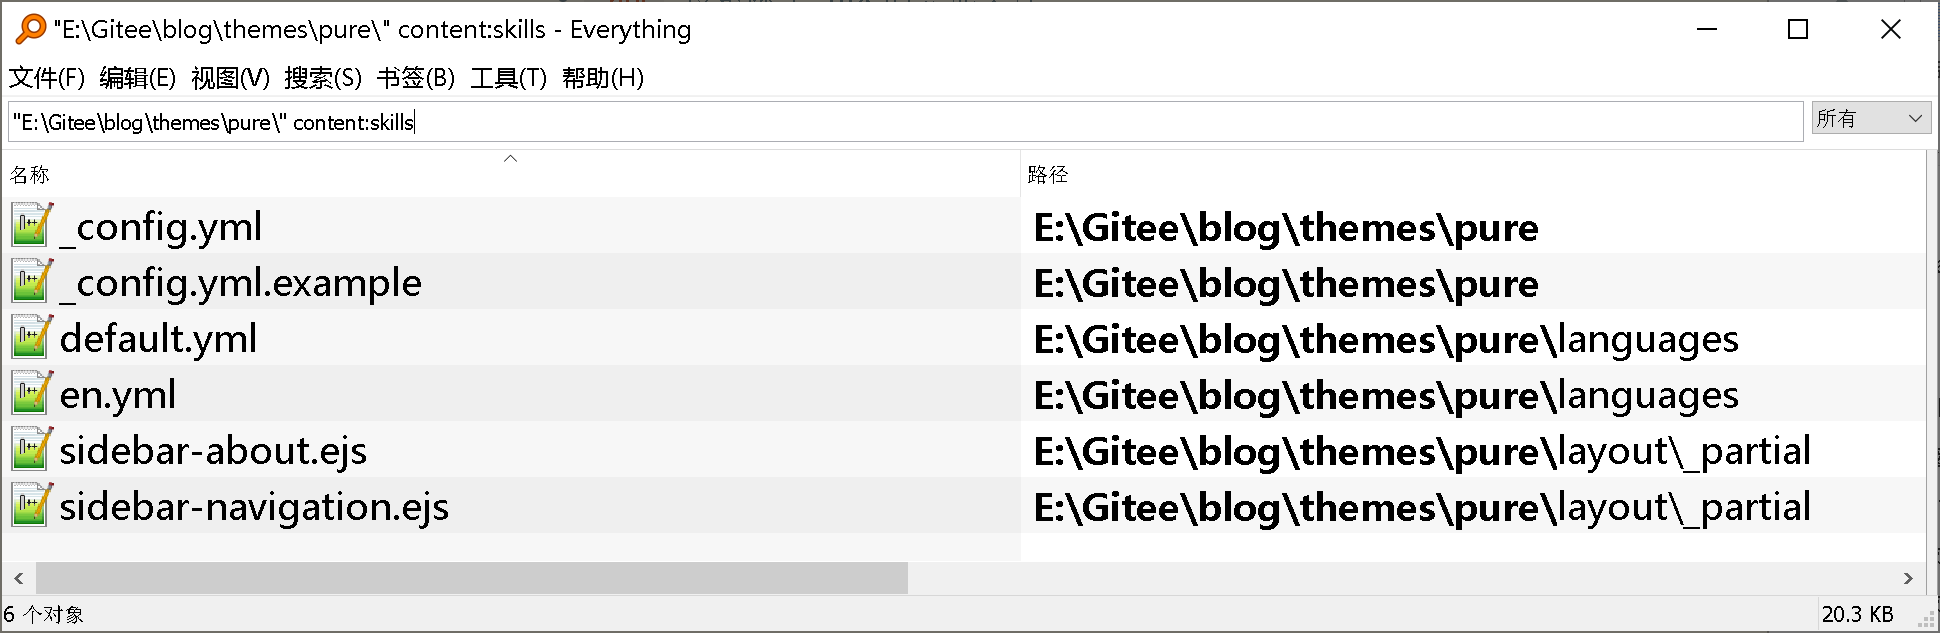 "E:\Gitee\blog\themes\pure\" content:skills - Everything
文件(F) 编辑(E) 视图(V) 搜索(S) 书签(B) 工具(T) 帮助(H)
"E:\Gitee\blog\themes\pure\" content:skills 所有
名称 路径
_config.yml E:\Gitee\blog\themes\pure
_config.yml.example E:\Gitee\blog\themes\pure
default.yml E:\Gitee\blog\themes\pure\languages
en.yml E:\Gitee\blog\themes\pure\languages
sidebar-about.ejs E:\Gitee\blog\themes\pure\layout\_partial
sidebar-navigation.ejs E:\Gitee\blog\themes\pure\layout\_partial
6 个对象 20.3 KB